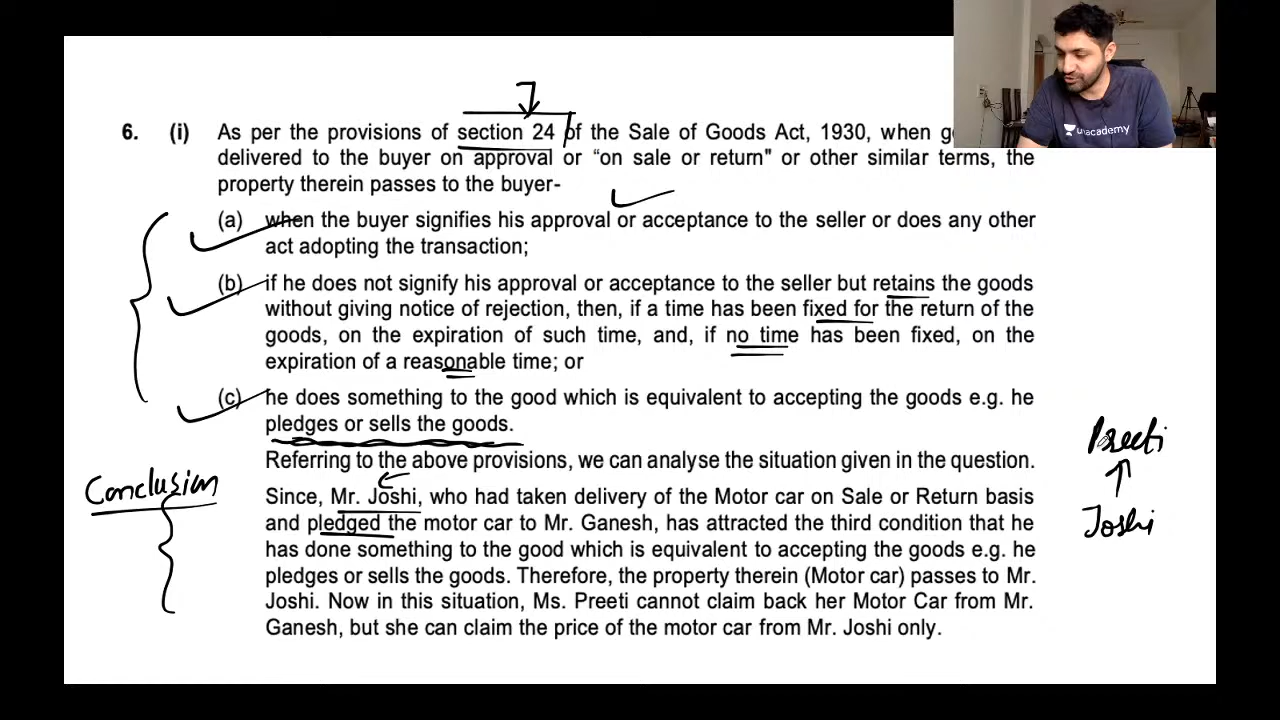 6. (i) As per the provisions of section 24 of the Sale of Goods Act, 1930, when
delivered to the buyer on approval or “on sale or return" or other similar terms, the
property therein passes to the buyer-
(a) when the buyer signifies his approval or acceptance to the seller or does any other
act adopting the transaction;
(b) if he does not signify his approval or acceptance to the seller but retains the goods
without giving notice of rejection, then, if a time has been fixed for the return of the
goods, on the expiration of such time, and, if no time has been fixed, on the
expiration of a reasonable time; or
(c) he does something to the good which is equivalent to accepting the goods e.g. he
pledges or sells the goods.
Referring to the above provisions, we can analyse the situation given in the question.
Conclusion
Since, Mr. Joshi, who had taken delivery of the Motor car on Sale or Return basis
and pledged the motor car to Mr. Ganesh, has attracted the third condition that he
has done something to the good which is equivalent to accepting the goods e.g. he
pledges or sells the goods. Therefore, the property therein (Motor car) passes to Mr.
Joshi. Now in this situation, Ms. Preeti cannot claim back her Motor Car from Mr.
Ganesh, but she can claim the price of the motor car from Mr. Joshi only.
Preeti
Joshi
unacademy